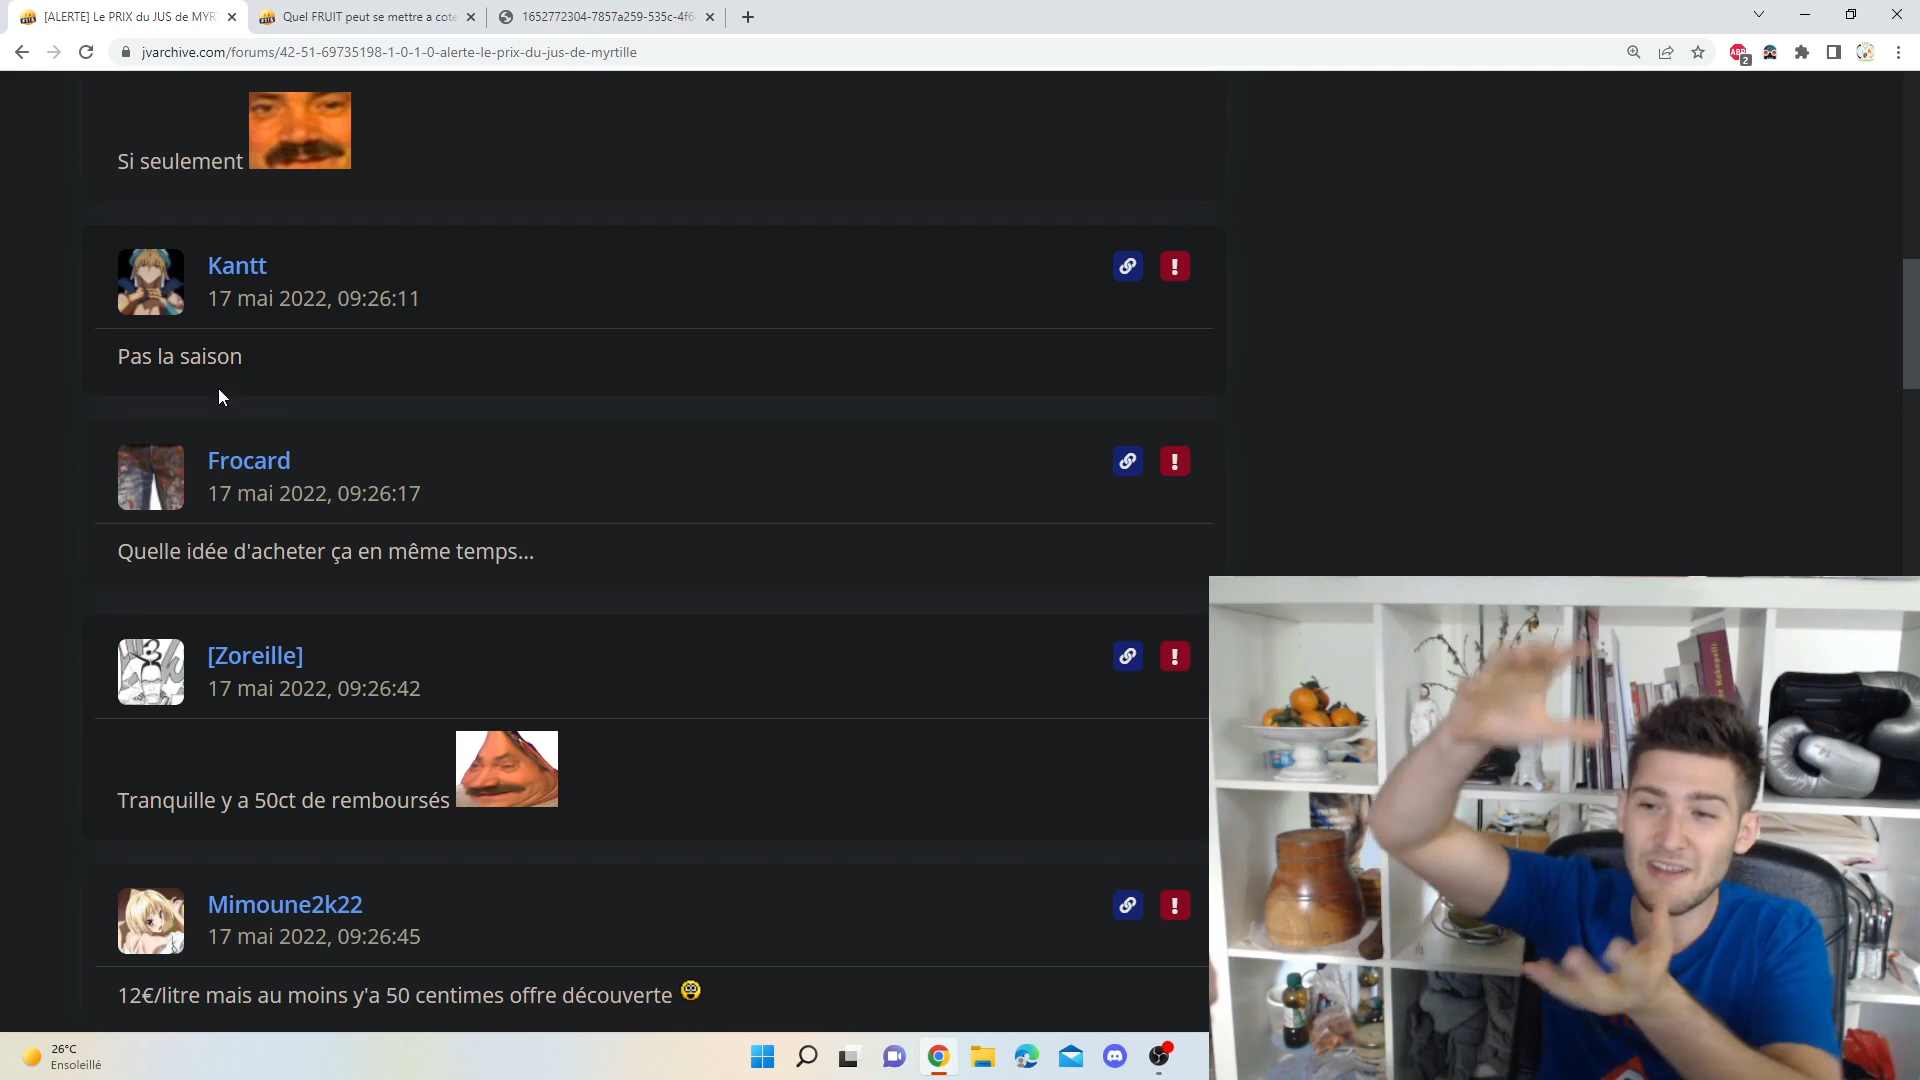 [ALERTE] Le PRIX du JUS de MYR
Quel FRUIT peut se mettre a cote
1652772304-7857a259-535c-4f6
jvarchive.com/forums/42-51-69735198-1-0-1-0-alerte-le-prix-du-jus-de-myrtille
ABP
2
Si seulement
Kantt
17 mai 2022, 09:26:11
Pas la saison
Frocard
17 mai 2022, 09:26:17
Quelle idée d'acheter ça en même temps...
[Zoreille]
17 mai 2022, 09:26:42
Tranquille y a 50ct de remboursés
Mimoune2k22
17 mai 2022, 09:26:45
12€/litre mais au moins y'a 50 centimes offre découverte
26°C
Ensoleillé